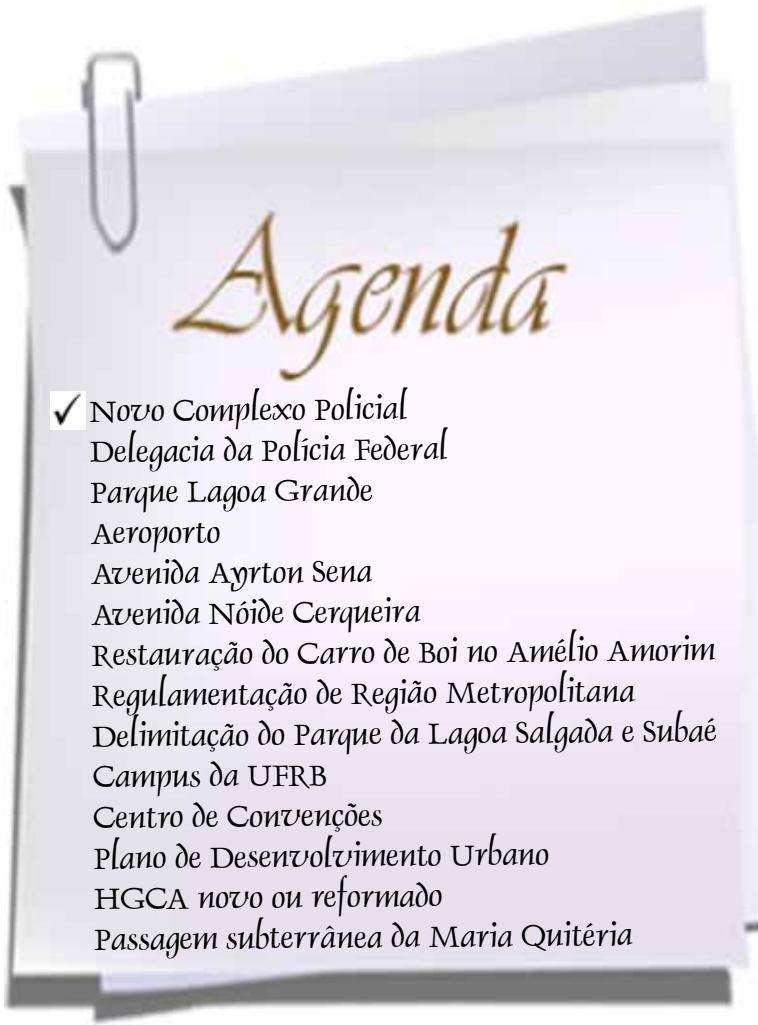 Agenda
✓ Novo Complexo Policial
Delegacia da Polícia Federal
Parque Lagoa Grande
Aeroporto
Avenida Ayrton Sena
Avenida Nóide Cerqueira
Restauração do Carro de Boi no Amélio Amorim
Regulamentação de Região Metropolitana
Delimitação do Parque da Lagoa Salgada e Subaé
Campus da UFRB
Centro de Convenções
Plano de Desenvolvimento Urbano
HGCA novo ou reformado
Passagem subterrânea da Maria Quitéria